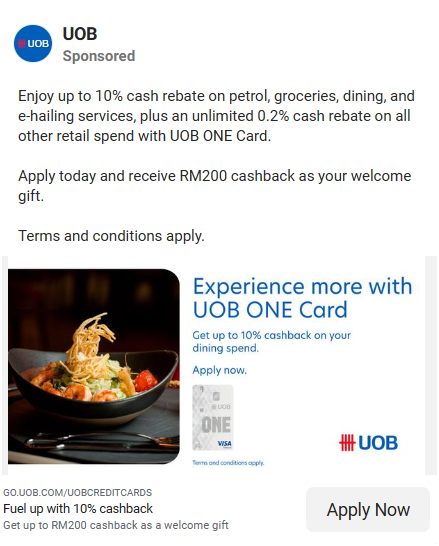 UOB
UOB
Sponsored
Enjoy up to 10% cash rebate on petrol, groceries, dining, and
e-hailing services, plus an unlimited 0.2% cash rebate on all
other retail spend with UOB ONE Card.
Apply today and receive RM200 cashback as your welcome
gift.
Terms and conditions apply.
Experience more with
UOB ONE Card
Get up to 10% cashback on your
dining spend.
Apply now.
UOB
ONE
VISA
UOB
Terms and conditions apply.
GO.UOB.COM/UOBCREDITCARDS
Fuel up with 10% cashback
Get up to RM200 cashback as a welcome gift
Apply Now